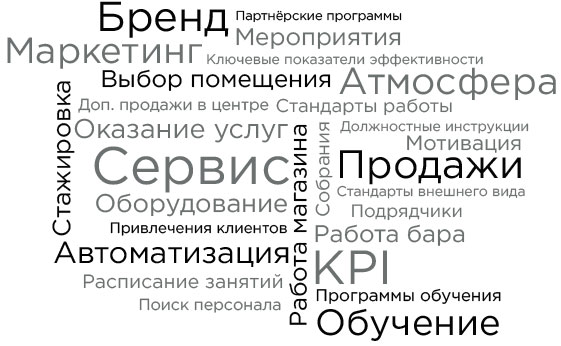 Бренд
Партнёрские программы
Мероприятия
Маркетинг
Ключевые показатели эффективности
Выбор помещения
Атмосфера
Доп. продажи в центре
Стандарты работы
Стажировка
Оказание услуг
Должностные инструкции
Мотивация
Работа магазина
Собрания
Сервис
Продажи
Стандарты внешнего вида
Оборудование
Подрядчики
Привлечения клиентов
Работа бара
Автоматизация
KPI
Расписание занятий
Программы обучения
Поиск персонала
Обучение